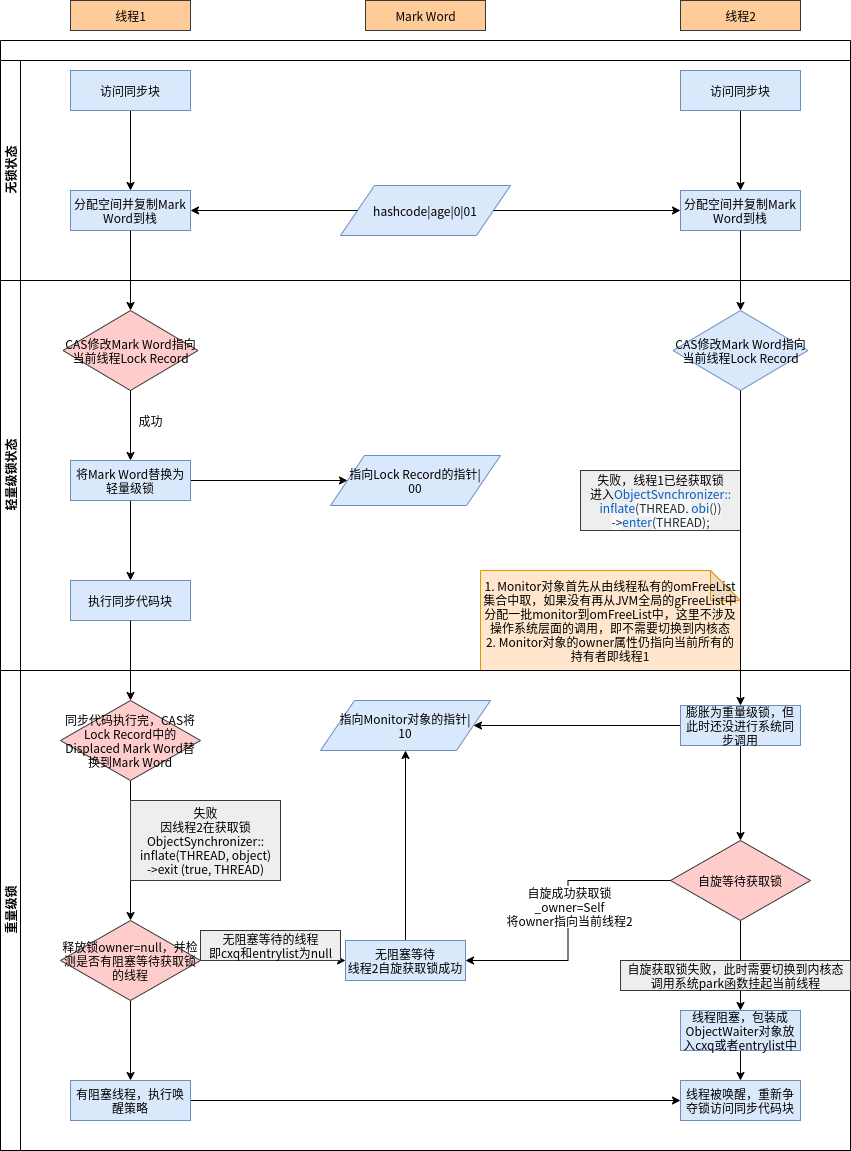 线程1
Mark Word
线程2
无锁状态
访问同步块
访问同步块
分配空间并复制Mark
Word到栈
hashcode|age|0|01
分配空间并复制Mark
Word到栈
轻量级锁状态
CAS修改Mark Word指向
当前线程Lock Record
CAS修改Mark Word指向
当前线程Lock Record
成功
将Mark Word替换为
轻量级锁
指向Lock Record的指针|
00
失败，线程1已经获取锁
进入ObjectSvnchronizer::
inflate(THREAD. obi())
->enter(THREAD);
执行同步代码块
1. Monitor对象首先从由线程私有的omFreeList
集合中取，如果没有再从JVM全局的gFreeList中
分配一批monitor到omFreeList中，这里不涉及
操作系统层面的调用，即不需要切换到内核态
2. Monitor对象的owner属性仍指向当前所有的
持有者即线程1
重量级锁
同步代码执行完，CAS将
Lock Record中的
Displaced Mark Word替
换到Mark Word
指向Monitor对象的指针|
10
膨胀为重量级锁，但
此时还没进行系统同
步调用
失败
因线程2在获取锁
ObjectSynchronizer::
inflate(THREAD, object)
->exit (true, THREAD)
自旋等待获取锁
自旋成功获取锁
_owner=Self
将owner指向当前线程2
释放锁owner=null，并检
测是否有阻塞等待获取锁
的线程
无阻塞等待的线程
即cxq和entrylist为null
无阻塞等待
线程2自旋获取锁成功
自旋获取锁失败，此时需要切换到内核态
调用系统park函数挂起当前线程
线程阻塞，包装成
ObjectWaiter对象放
入cxq或者entrylist中
有阻塞线程，执行唤
醒策略
线程被唤醒，重新争
夺锁访问同步代码块